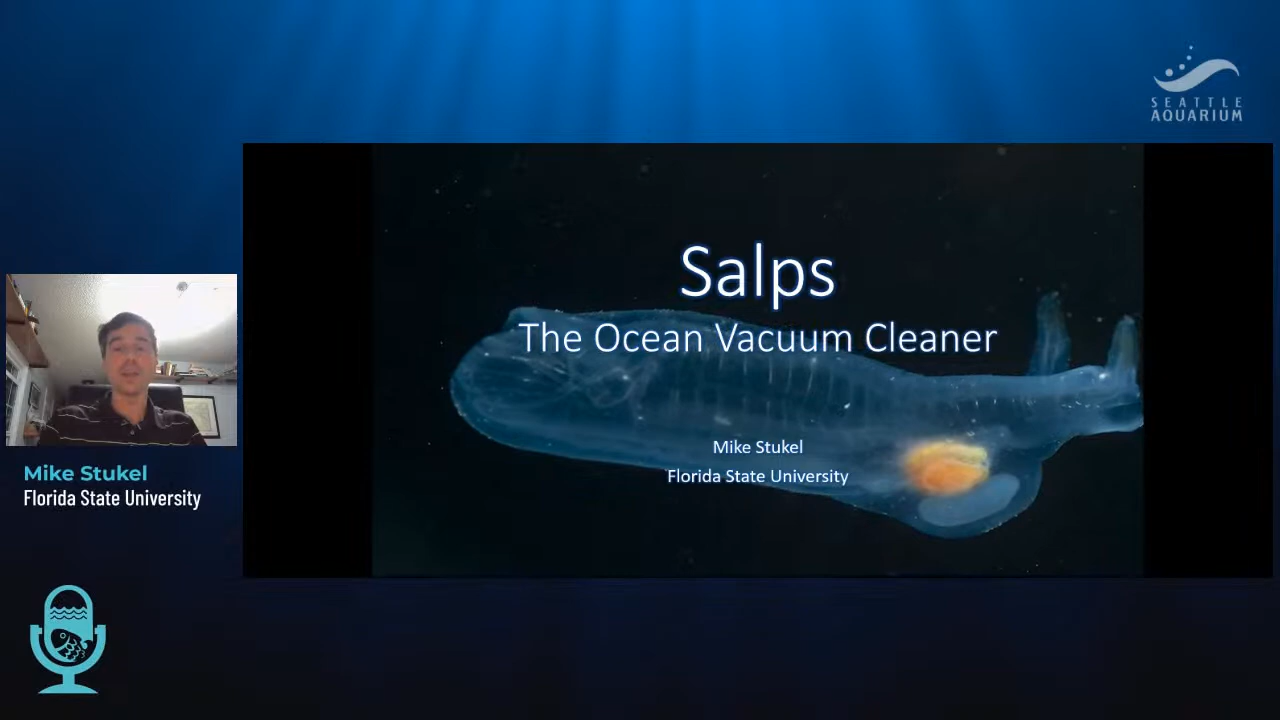 SEATTLE
AQUARIUM
Salps
The Ocean Vacuum Cleaner
Mike Stukel
Florida State University
Mike Stukel
Florida State University